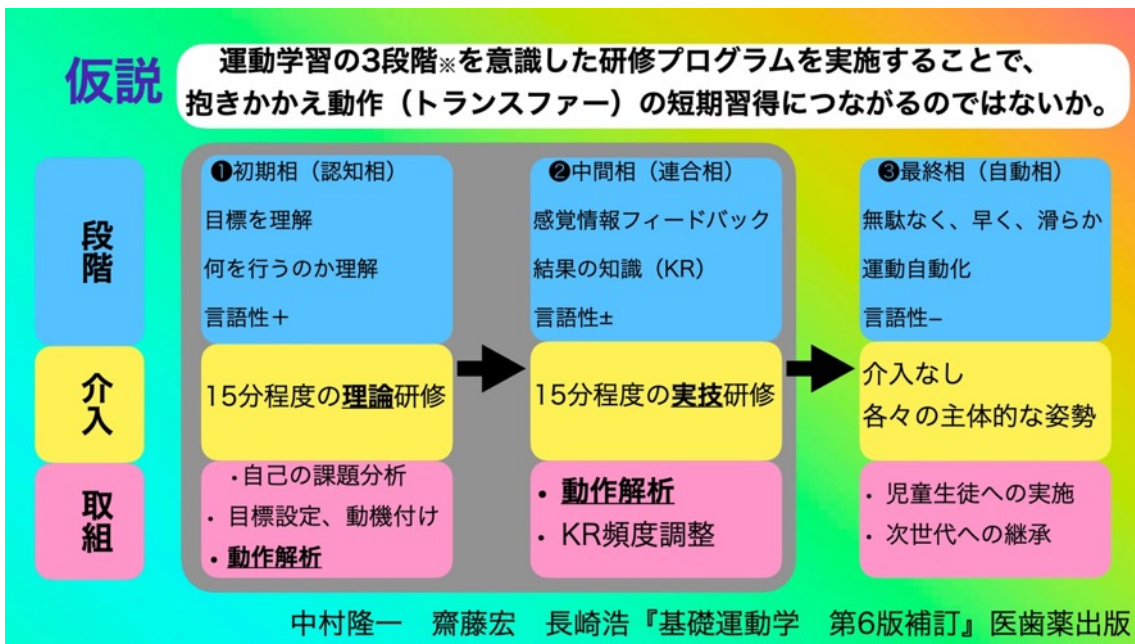 仮説
運動学習の3段階※を意識した研修プログラムを実施することで、
抱きかかえ動作（トランスファー）の短期習得につながるのではないか。
段階
❶初期相（認知相）
目標を理解
何を行うのか理解
言語性＋
❷中間相（連合相）
感覚情報フィードバック
結果の知識（KR）
言語性±
❸最終相（自動相）
無駄なく、早く、滑らか
運動自動化
言語性−
介入
15分程度の理論研修
15分程度の実技研修
介入なし
各々の主体的な姿勢
取組
・自己の課題分析
・目標設定、動機付け
・動作解析
・動作解析
・KR頻度調整
・児童生徒への実施
・次世代への継承
中村隆一　齋藤宏　長崎浩『基礎運動学　第6版補訂』医歯薬出版